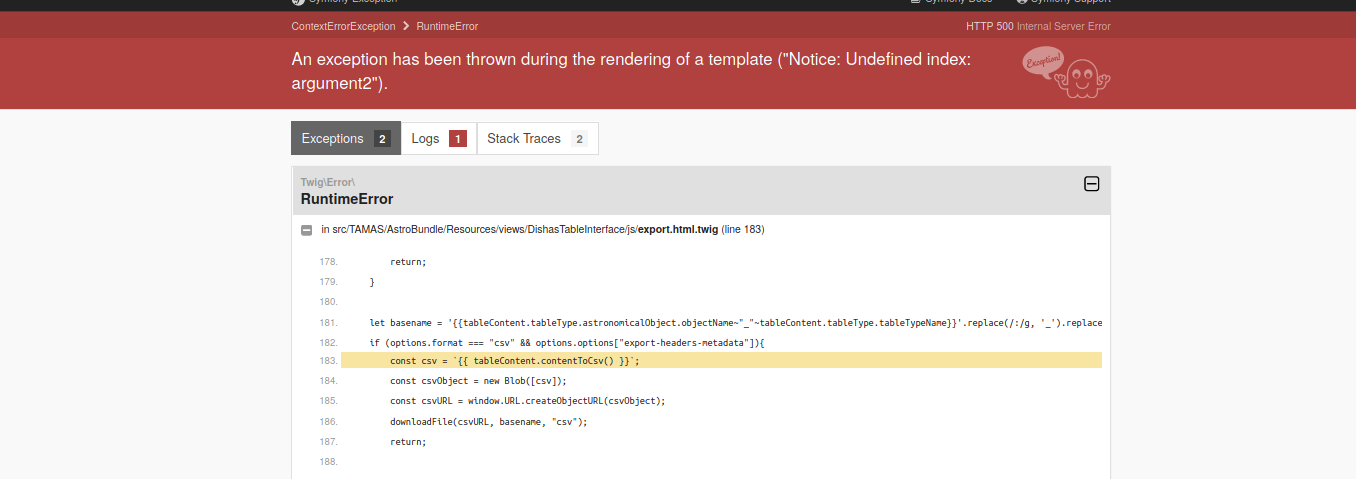 Symfony Exception Symfony Docs Symfony Support
ContextErrorException RuntimeError HTTP 500 Internal Server Error
An exception has been thrown during the rendering of a template ("Notice: Undefined index:
argument2").
Exception!
Exceptions 2 Logs 1 Stack Traces 2
Twig\Error\
RuntimeError
in src/TAMAS/AstroBundle/Resources/views/DishasTableInterface/js/export.html.twig (line 183)
178. return;
179. }
180.
181. let basename = '{{tableContent.tableType.astronomicalObject.objectName~"_"~tableContent.tableType.tableTypeName}}'.replace(/:/g, '_').replace
182. if (options.format === "csv" && options.options["export-headers-metadata"]){
183. const csv = `{{ tableContent.contentToCsv() }}`;
184. const csvObject = new Blob([csv]);
185. const csvURL = window.URL.createObjectURL(csvObject);
186. downloadFile(csvURL, basename, "csv");
187. return;
188.